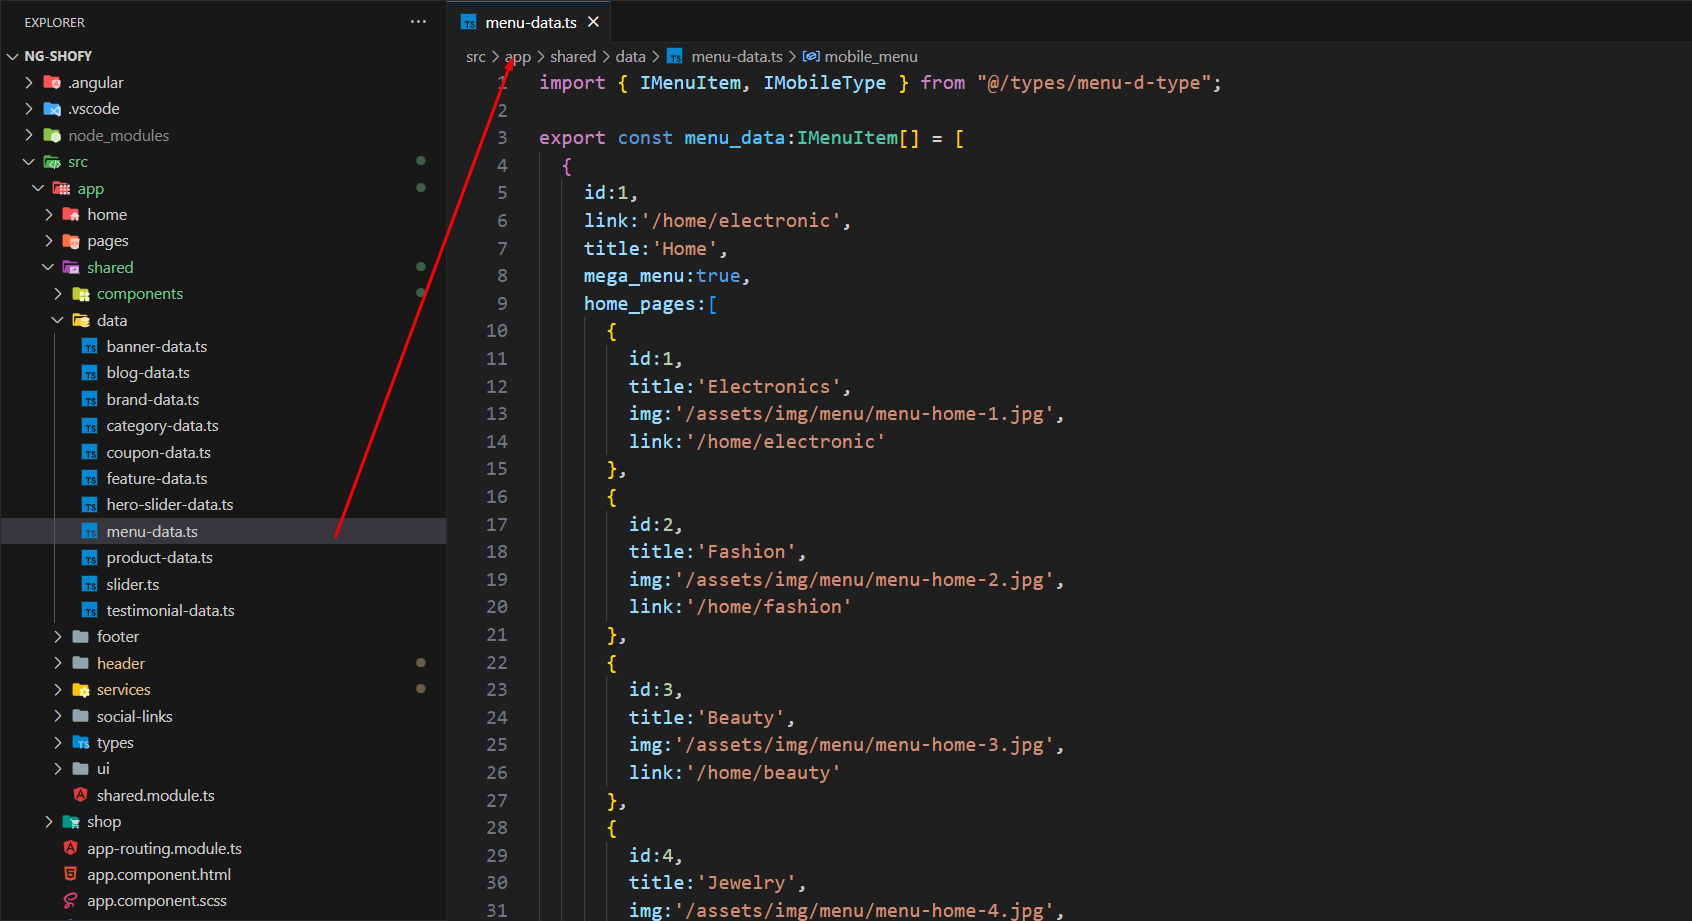 EXPLORER
NG-SHOFY
.angular
.vscode
node_modules
src
app
home
pages
shared
components
data
banner-data.ts
blog-data.ts
brand-data.ts
category-data.ts
coupon-data.ts
feature-data.ts
hero-slider-data.ts
menu-data.ts
product-data.ts
slider.ts
testimonial-data.ts
footer
header
services
social-links
types
ui
shared.module.ts
shop
app-routing.module.ts
app.component.html
app.component.scss
menu-data.ts
src > app > shared > data > menu-data.ts > mobile_menu
1 import { IMenuItem, IMobileType } from "@/types/menu-d-type";
2
3 export const menu_data:IMenuItem[] = [
4 {
5 id:1,
6 link:'/home/electronic',
7 title:'Home',
8 mega_menu:true,
9 home_pages:[
10 {
11 id:1,
12 title:'Electronics',
13 img:'/assets/img/menu/menu-home-1.jpg',
14 link:'/home/electronic'
15 },
16 {
17 id:2,
18 title:'Fashion',
19 img:'/assets/img/menu/menu-home-2.jpg',
20 link:'/home/fashion'
21 },
22 {
23 id:3,
24 title:'Beauty',
25 img:'/assets/img/menu/menu-home-3.jpg',
26 link:'/home/beauty'
27 },
28 {
29 id:4,
30 title:'Jewelry',
31 img:'/assets/img/menu/menu-home-4.jpg',